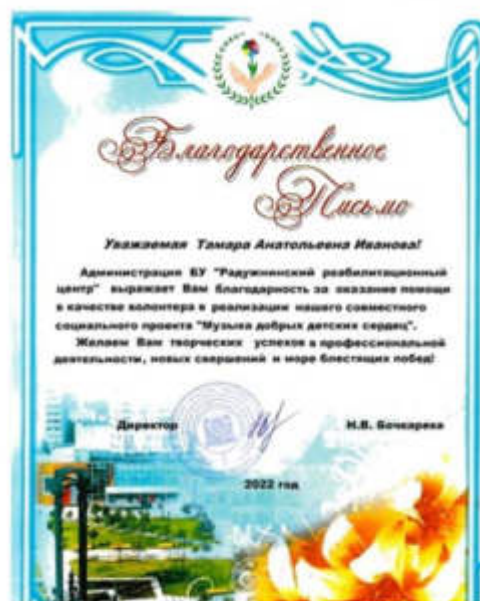 Благодарственное
Письмо
Уважаемая Тамара Анатольевна Иванова!
Администрация БУ "Радужнинский реабилитационный
центр" выражает Вам благодарность за оказание помощи
в качестве волонтера в реализации нашего совместного
социального проекта "Музыка добрых детских сердец".
Желаем Вам творческих успехов в профессиональной
деятельности, новых свершений и море блестящих побед!
Директор Н.В. Бочкарева
2022 год